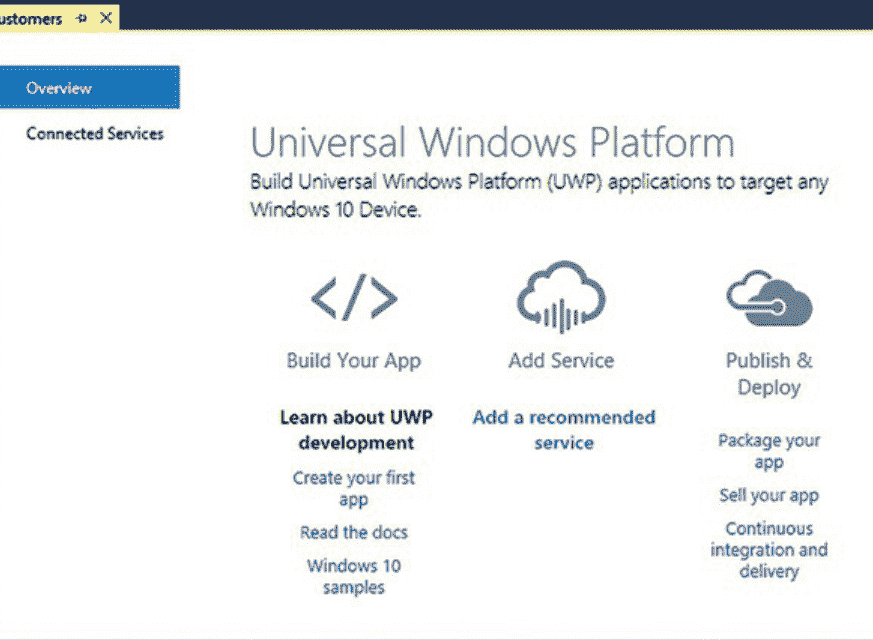 ustomers
Overview
Connected Services
Universal Windows Platform
Build Universal Windows Platform (UWP) applications to target any
Windows 10 Device.
Build Your App
Learn about UWP
development
Create your first
app
Read the docs
Windows 10
samples
Add Service
Add a recommended
service
Publish &
Deploy
Package your
app
Sell your app
Continuous
integration and
delivery